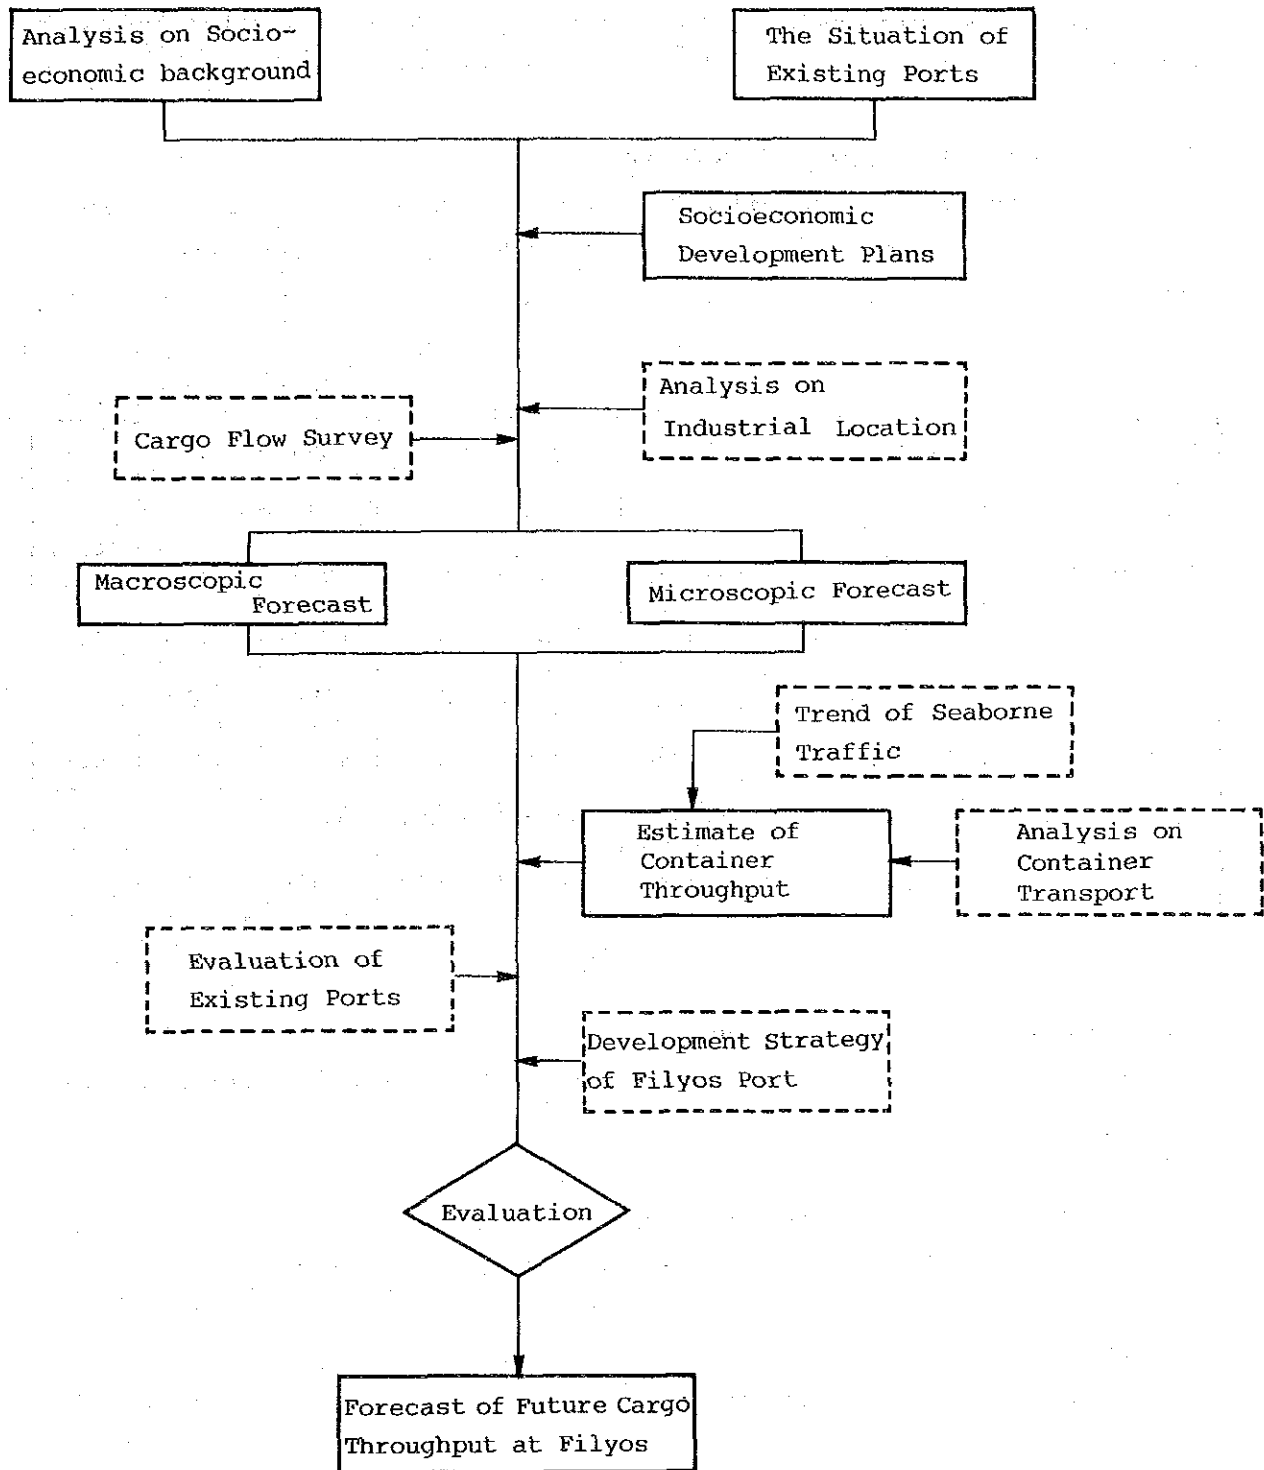 Analysis on Socio-
economic background
The Situation of
Existing Ports
Socioeconomic
Development Plans
Analysis on
Industrial Location
Cargo Flow Survey
Macroscopic
Forecast
Microscopic Forecast
Trend of Seaborne
Traffic
Estimate of
Container
Throughput
Analysis on
Container
Transport
Evaluation of
Existing Ports
Development Strategy
of Filyos Port
Evaluation
Forecast of Future Cargo
Throughput at Filyos